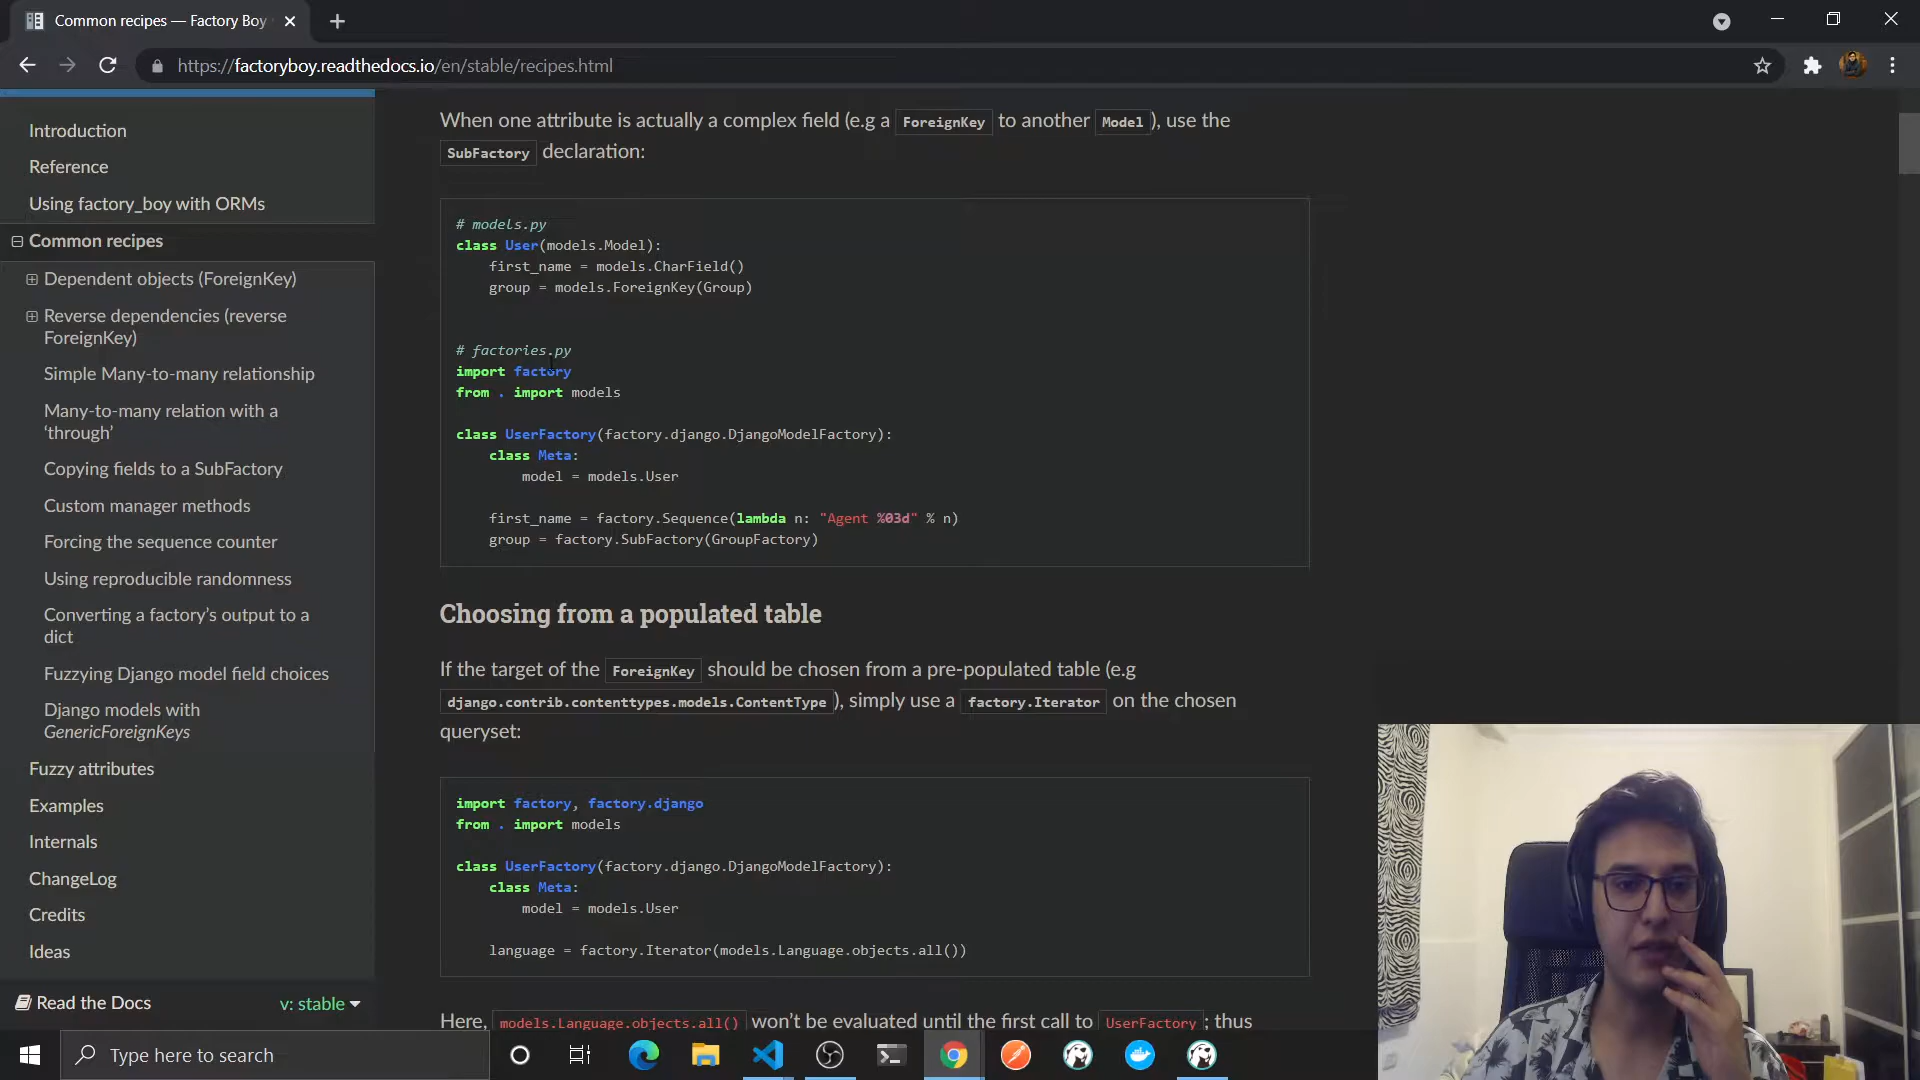 Common recipes — Factory Boy
https://factoryboy.readthedocs.io/en/stable/recipes.html
Introduction
Reference
Using factory_boy with ORMs
Common recipes
Dependent objects (ForeignKey)
Reverse dependencies (reverse
ForeignKey)
Simple Many-to-many relationship
Many-to-many relation with a
‘through’
Copying fields to a SubFactory
Custom manager methods
Forcing the sequence counter
Using reproducible randomness
Converting a factory’s output to a
dict
Fuzzying Django model field choices
Django models with
GenericForeignKeys
Fuzzy attributes
Examples
Internals
ChangeLog
Credits
Ideas
Read the Docs v: stable
When one attribute is actually a complex field (e.g a ForeignKey to another Model ), use the
SubFactory declaration:
# models.py
class User(models.Model):
    first_name = models.CharField()
    group = models.ForeignKey(Group)
# factories.py
import factory
from . import models
class UserFactory(factory.django.DjangoModelFactory):
    class Meta:
        model = models.User
    first_name = factory.Sequence(lambda n: "Agent %03d" % n)
    group = factory.SubFactory(GroupFactory)
Choosing from a populated table
If the target of the ForeignKey should be chosen from a pre-populated table (e.g
django.contrib.contenttypes.models.ContentType ), simply use a factory.Iterator on the chosen
queryset:
import factory, factory.django
from . import models
class UserFactory(factory.django.DjangoModelFactory):
    class Meta:
        model = models.User
    language = factory.Iterator(models.Language.objects.all())
Here, models.Language.objects.all() won’t be evaluated until the first call to UserFactory ; thus
Type here to search